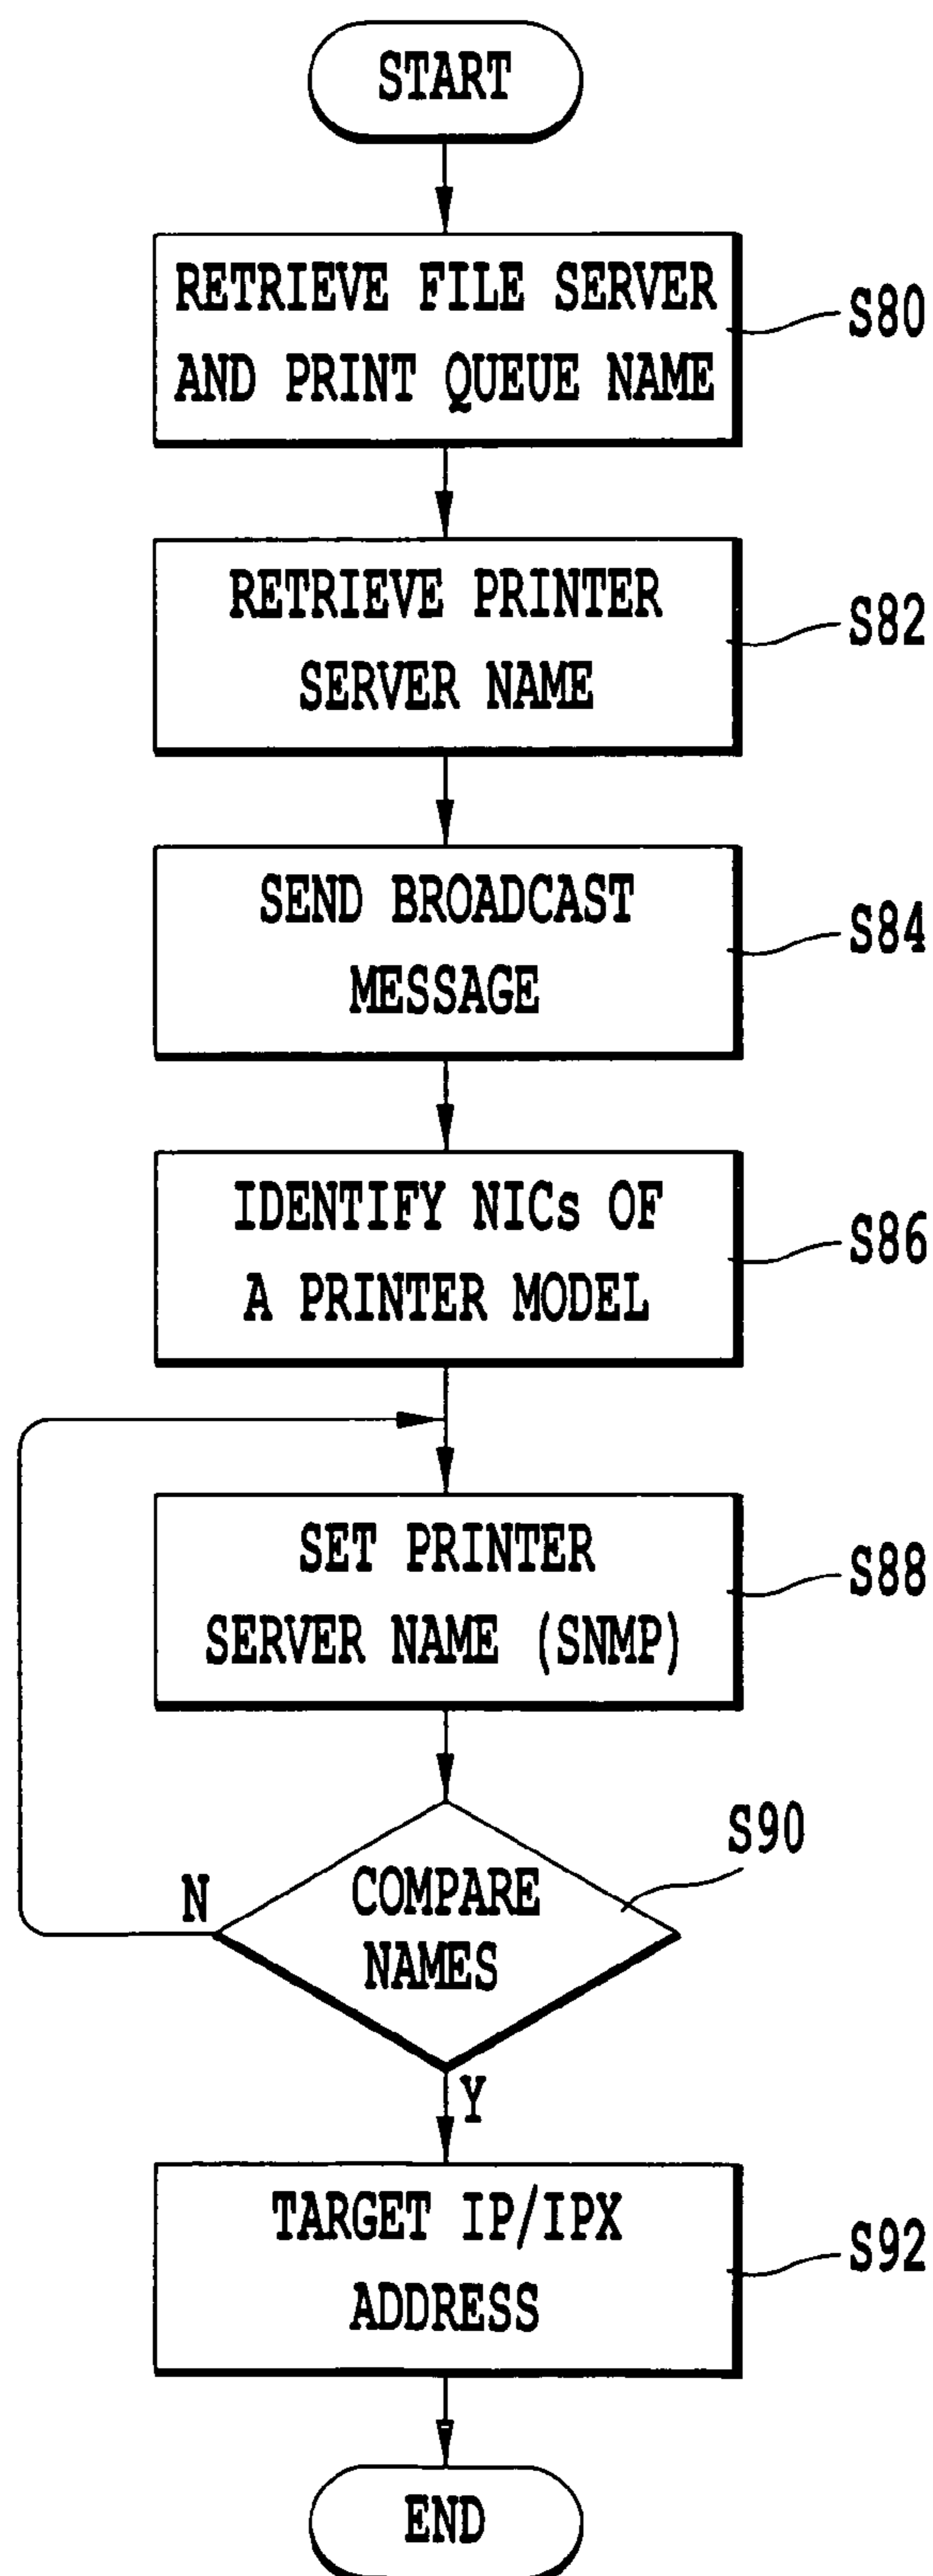 START
RETRIEVE FILE SERVER
AND PRINT QUEUE NAME
S80
RETRIEVE PRINTER
SERVER NAME
S82
SEND BROADCAST
MESSAGE
S84
IDENTIFY NICs OF
A PRINTER MODEL
S86
SET PRINTER
SERVER NAME (SNMP)
S88
S90
COMPARE
NAMES
N
Y
TARGET IP/IPX
ADDRESS
S92
END